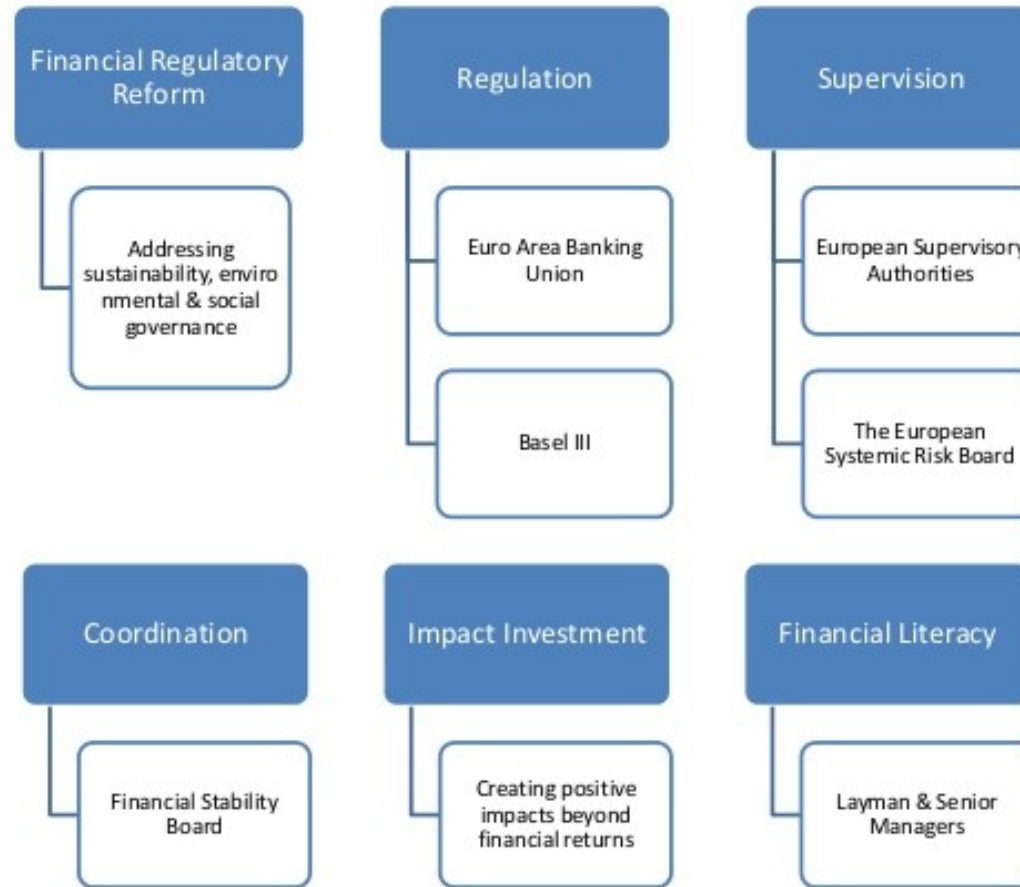 Financial Regulatory
Reform
Addressing
sustainability, enviro
nmental & social
governance
Regulation
Euro Area Banking
Union
Basel III
Supervision
European Supervisory
Authorities
The European
Systemic Risk Board
Coordination
Financial Stability
Board
Impact Investment
Creating positive
impacts beyond
financial returns
Financial Literacy
Layman & Senior
Managers